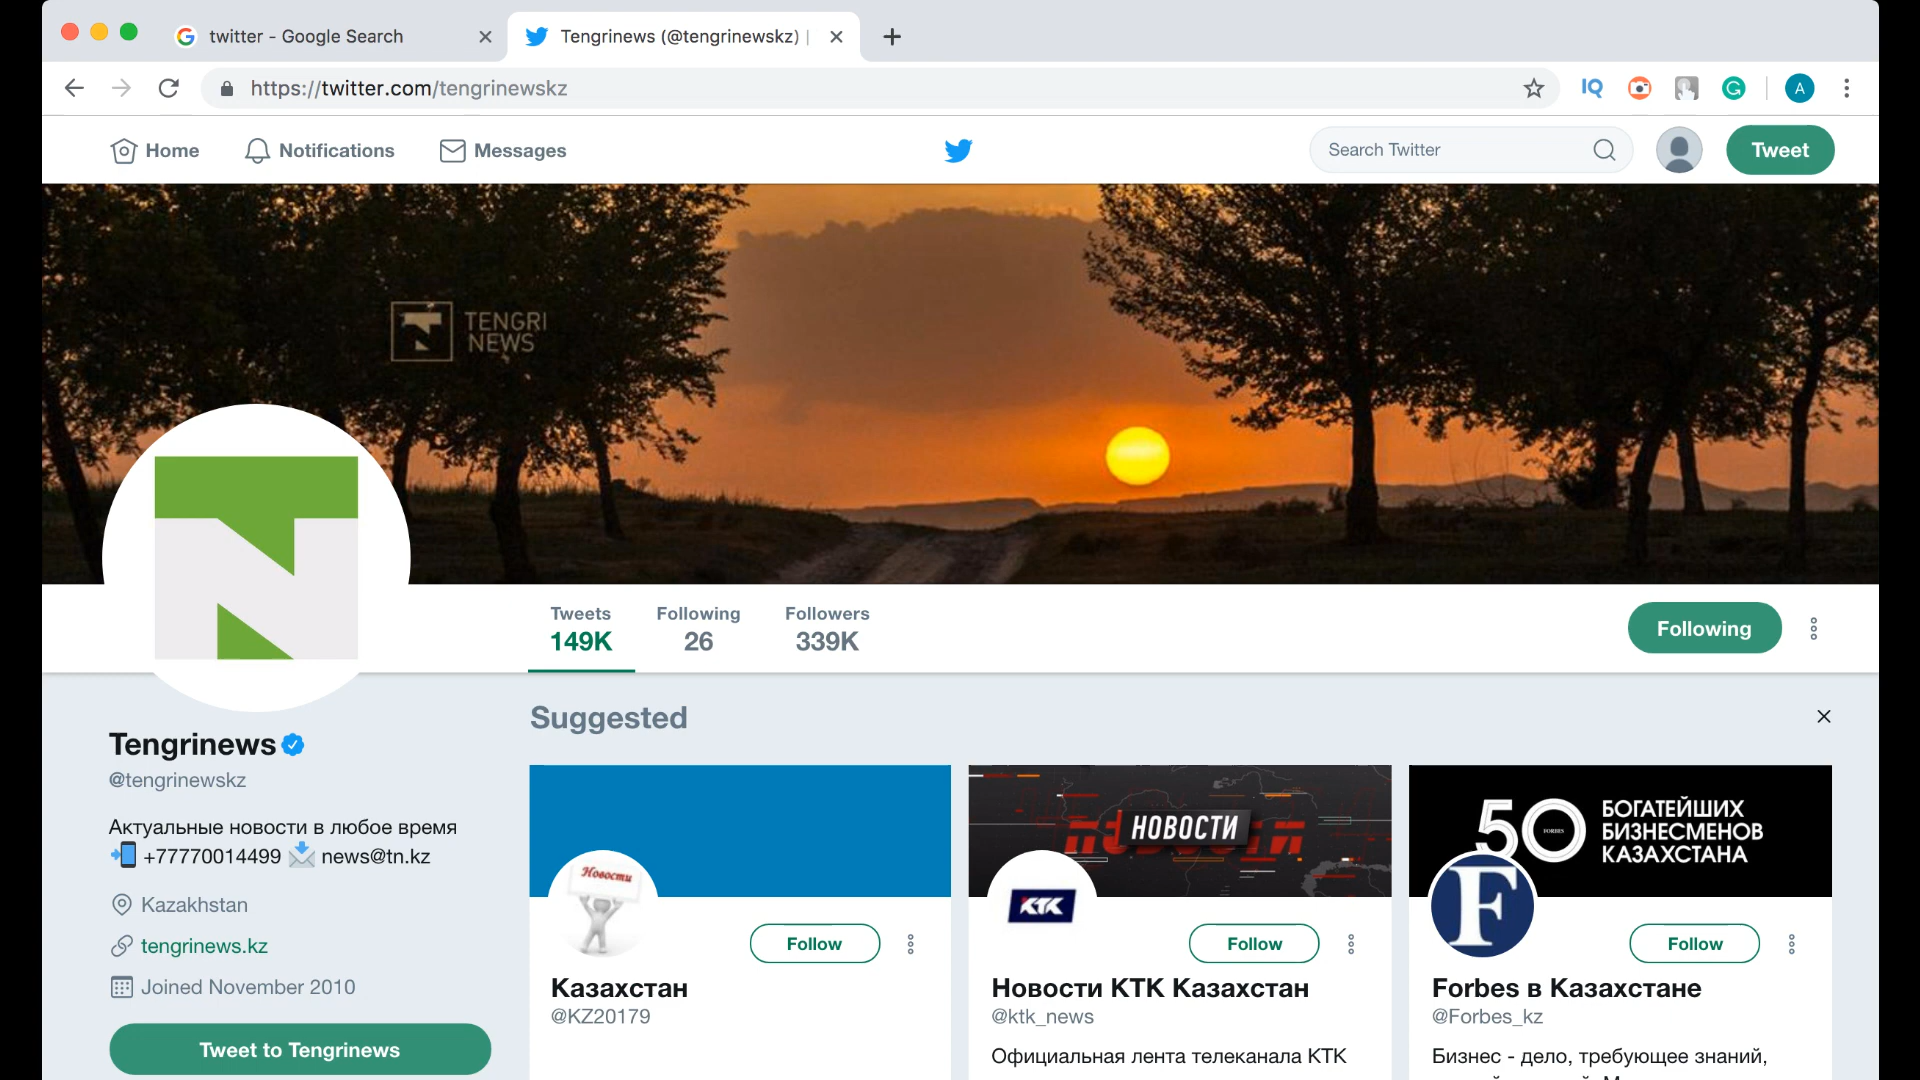 twitter - Google Search
Tengrinews (@tengrinewskz) |
https://twitter.com/tengrinewskz
IQ
G
A
Home
Notifications
Messages
Search Twitter
Tweet
TENGRI
NEWS
Tweets
149K
Following
26
Followers
339K
Following
Suggested
Tengrinews
@tengrinewskz
Актуальные новости в любое время
+77770014499 news@tn.kz
Kazakhstan
tengrinews.kz
Joined November 2010
Tweet to Tengrinews
Новости
Follow
Казахстан
@KZ20179
НОВОСТИ
КТК
Follow
Новости КТК Казахстан
@ktk_news
Официальная лента телеканала КТК
50
FORBES
БОГАТЕЙШИХ
БИЗНЕСМЕНОВ
КАЗАХСТАНА
F
Follow
Forbes в Казахстане
@Forbes_kz
Бизнес - дело, требующее знаний,